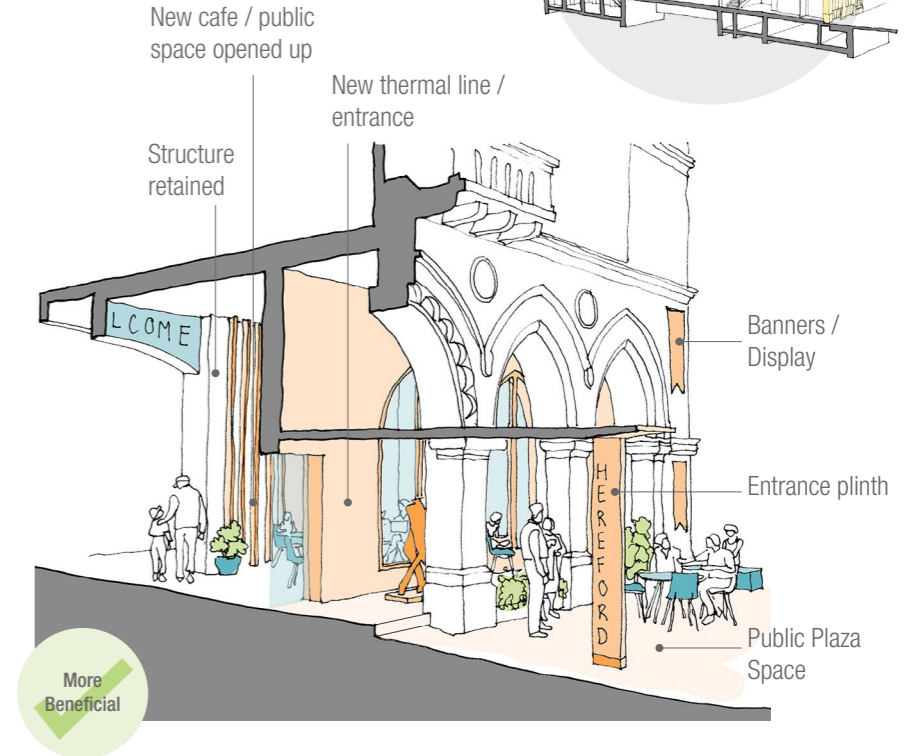 New cafe / public
space opened up
New thermal line /
entrance
Structure
retained
LCOME
Banners /
Display
HEREFORD
Entrance plinth
Public Plaza
Space
More
Beneficial